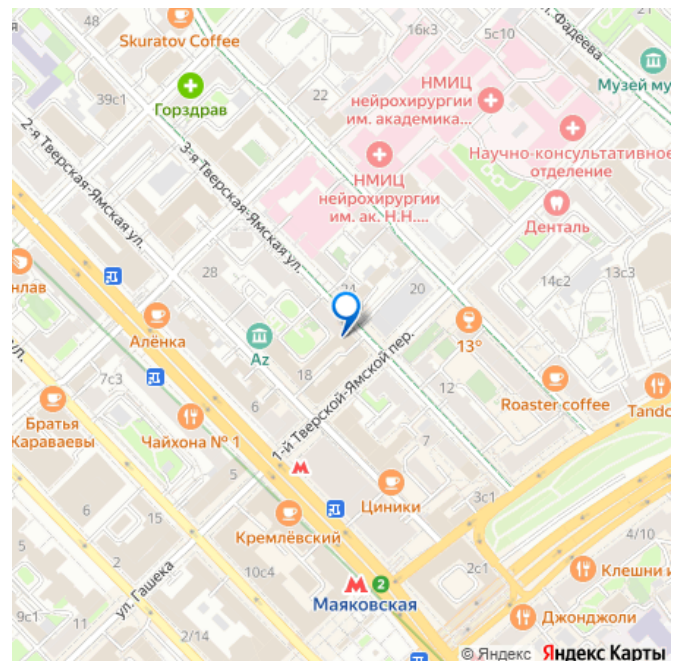 21
5с10
16к3
ул. Фадеева
Skuratov Coffee
НМИЦ
нейрохирургии
им. академика...
Музей му
39с1
22
Горздрав
2-я Тверская-Ямская ул.
3-я Тверская-Ямская ул.
Научно-консультативное
отделение
НМИЦ
нейрохирургии
им. ак. Н.Н....
Денталь
13с3
14с2
28
нлав
24
20
Алёнка
Az
13°
18
1-й Тверской-Ямской пер.
7с3
6
12
Roaster coffee
Tando
Братья
Караваевы
Чайхона № 1
7
5
3с1
Циники
6
15
Кремлёвский
4/10
5
2
10с4
2с1
Клешни и
ул. Гашека
2
Маяковская
9с1
11
2/14
Джонджоли
© Яндекс Яндекс Карты